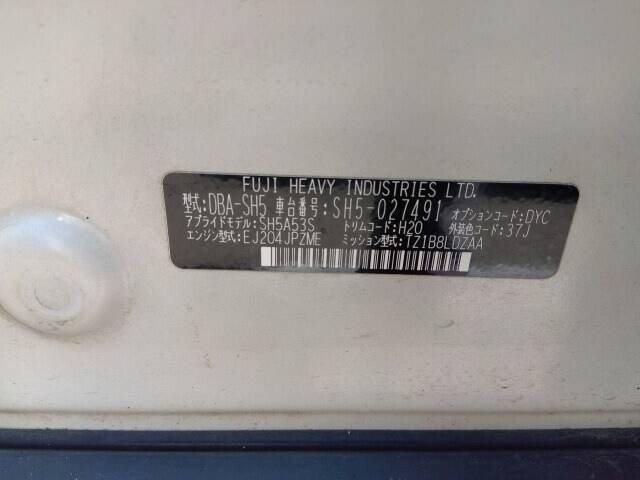 FUJI HEAVY INDUSTRIES LTD.
型式:DBA-SH5 車台番号:SH5-027491 オプションコード:DYC
アプライドモデル:SH5A53S トリムコード:H20 外装色コード:37J
エンジン型式:EJ204JPZME ミッション型式:TZ1B8LDZAA